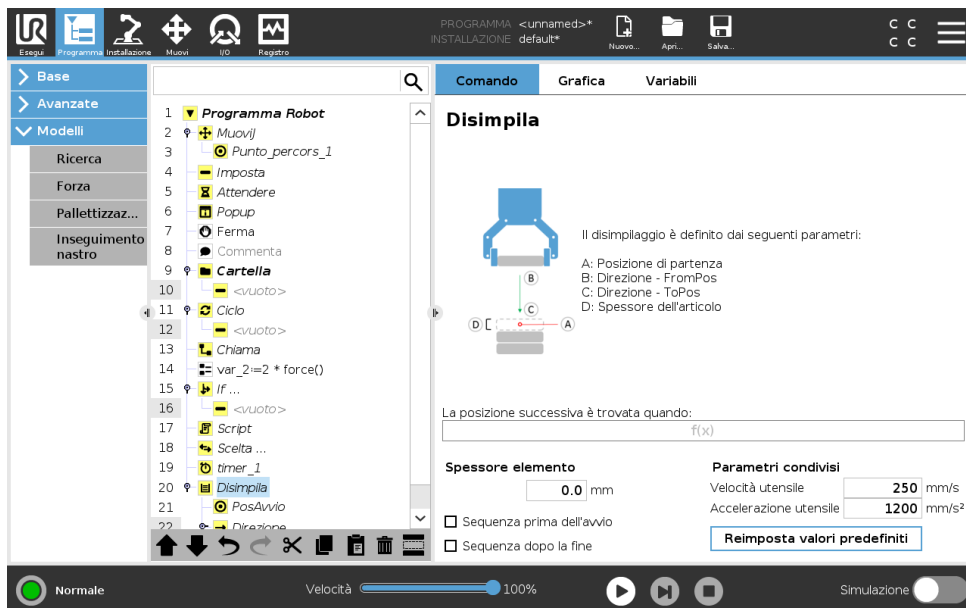 UR
PROGRAMMA <unnamed>*
INSTALLAZIONE default*
C C
C C
Esegui Programma Installazione Muovi I/O Registro Nuovo... Apri... Salva...
Base
Avanzate
Modelli
Ricerca
Forza
Pallettizzaz...
Inseguimento
nastro
1 Programma Robot
2 MuoviJ
3 Punto_percors_1
4 Imposta
5 Attendere
6 Popup
7 Ferma
8 Commenta
9 Cartella
10 <vuoto>
11 Ciclo
12 <vuoto>
13 Chiama
14 var_2:=2 * force()
15 If ...
16 <vuoto>
17 Script
18 Scelta ...
19 timer_1
20 Disimpila
21 PosAvvio
22 Direzione
Comando Grafica Variabili
Disimpila
B
C
D A
Il disimpilaggio è definito dai seguenti parametri:
A: Posizione di partenza
B: Direzione - FromPos
C: Direzione - ToPos
D: Spessore dell'articolo
La posizione successiva è trovata quando:
f(x)
Spessore elemento
0.0 mm
Sequenza prima dell'avvio
Sequenza dopo la fine
Parametri condivisi
Velocità utensile 250 mm/s
Accelerazione utensile 1200 mm/s²
Reimposta valori predefiniti
Normale Velocità 100% Simulazione